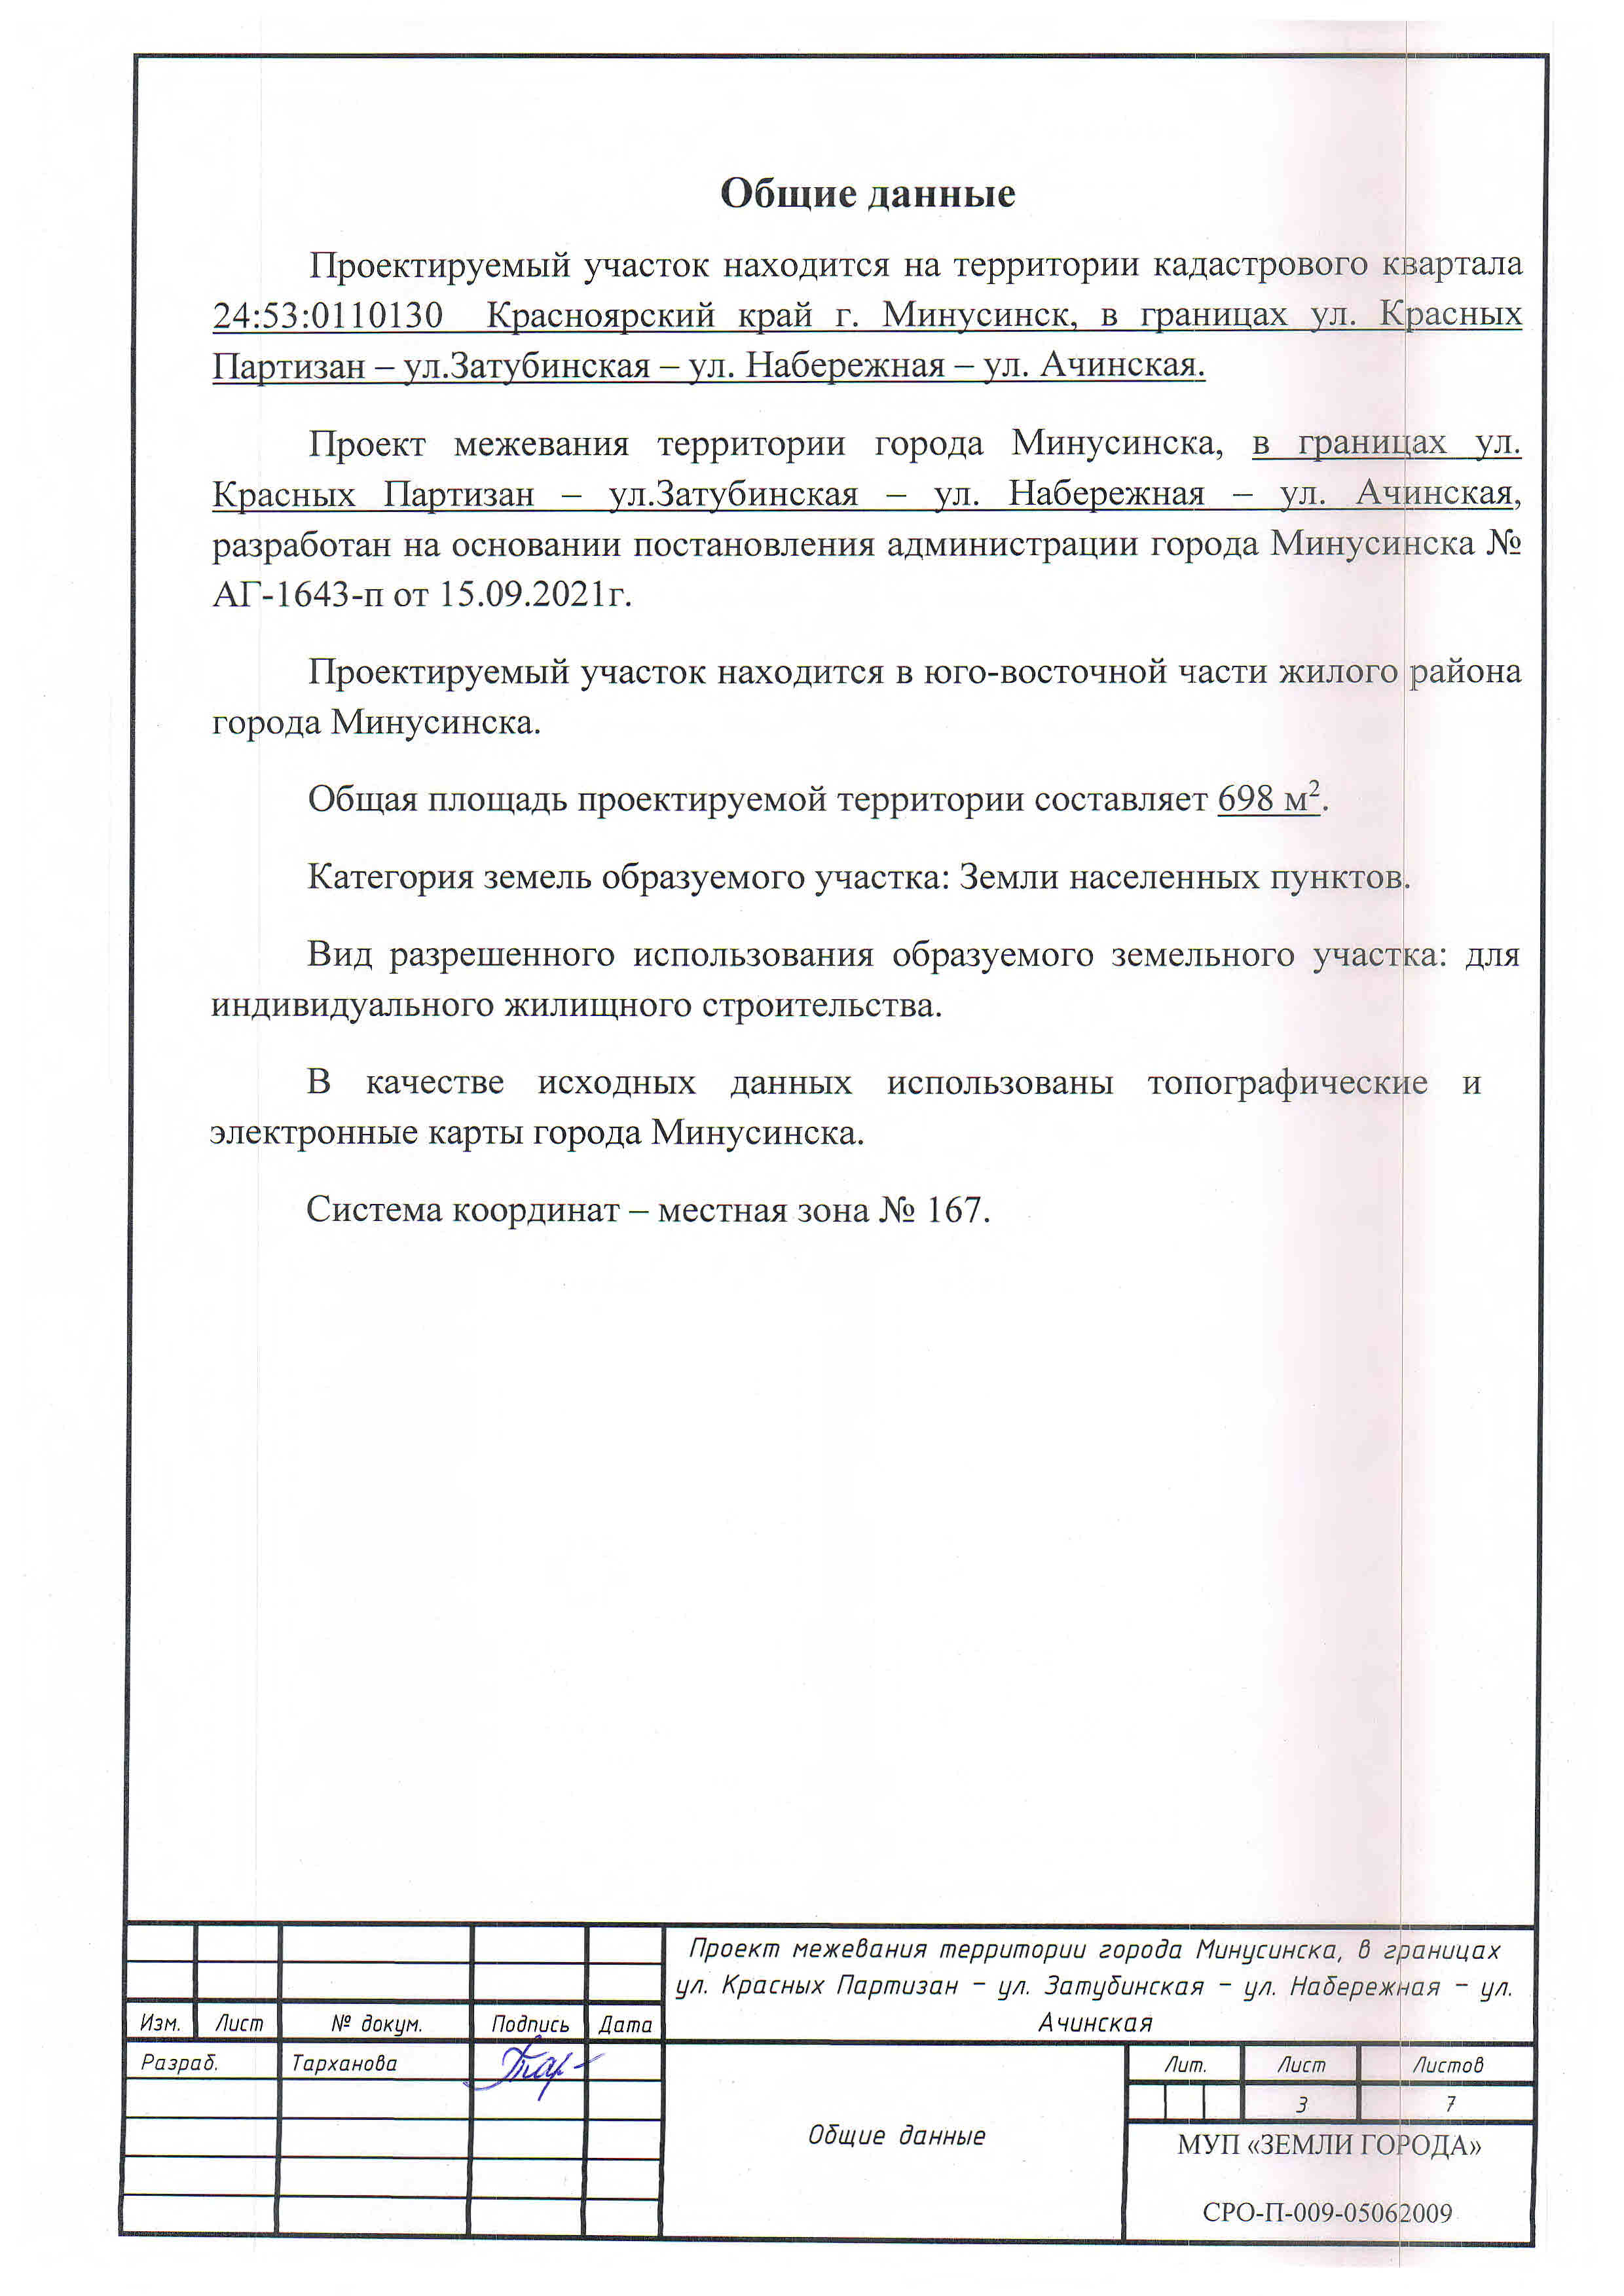 Общие данные
Проектируемый участок находится на территории кадастрового квартала
24:53:0110130 Красноярский край г. Минусинск, в границах ул. Красных
Партизан – ул.Затубинская – ул. Набережная – ул. Ачинская.
Проект межевания территории города Минусинска, в границах ул.
Красных Партизан – ул.Затубинская – ул. Набережная – ул. Ачинская,
разработан на основании постановления администрации города Минусинска №
АГ-1643-п от 15.09.2021г.
Проектируемый участок находится в юго-восточной части жилого района
города Минусинска.
Общая площадь проектируемой территории составляет 698 м².
Категория земель образуемого участка: Земли населенных пунктов.
Вид разрешенного использования образуемого земельного участка: для
индивидуального жилищного строительства.
В качестве исходных данных использованы топографические и
электронные карты города Минусинска.
Система координат – местная зона № 167.
Проект межевания территории города Минусинска, в границах
ул. Красных Партизан – ул. Затубинская – ул. Набережная – ул.
Ачинская
Изм. Лист № докум. Подпись Дата
Разраб. Тарханова Тар
Общие данные
Лит. Лист Листов
3 7
МУП «ЗЕМЛИ ГОРОДА»
СРО-П-009-05062009